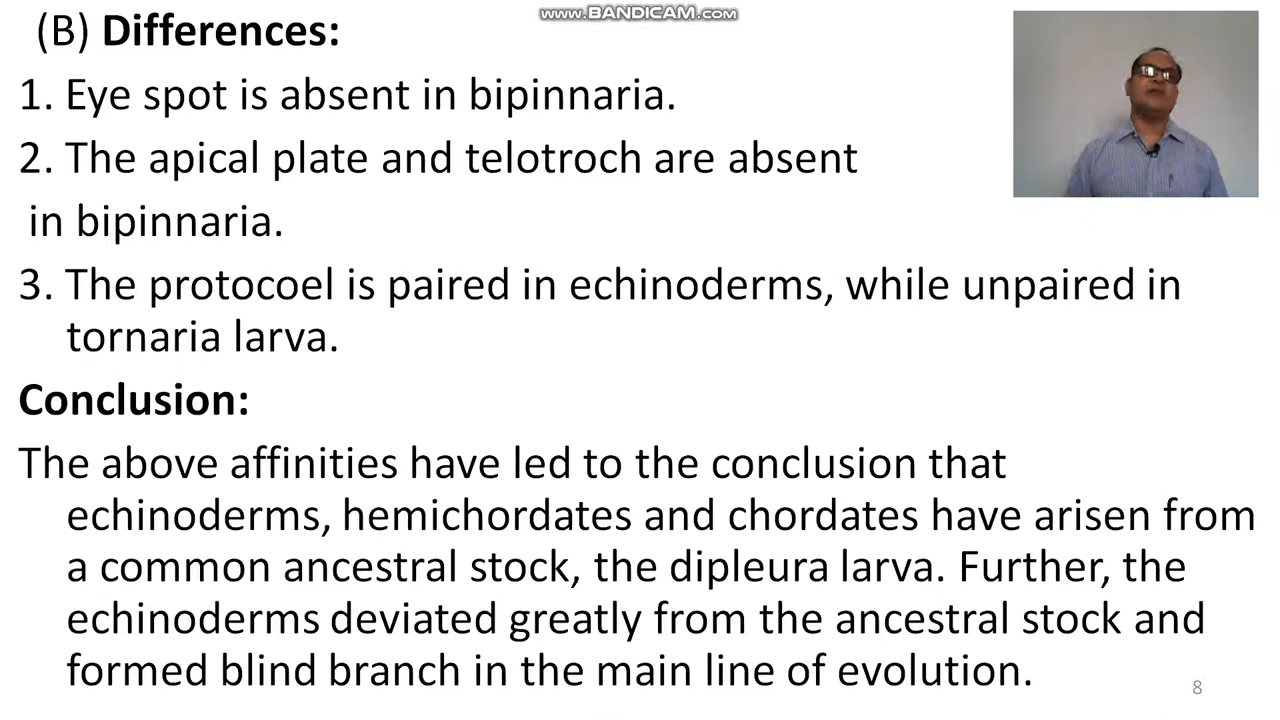 www.BANDICAM.com
(B) Differences:
1. Eye spot is absent in bipinnaria.
2. The apical plate and telotroch are absent
in bipinnaria.
3. The protocoel is paired in echinoderms, while unpaired in
tornaria larva.
Conclusion:
The above affinities have led to the conclusion that
echinoderms, hemichordates and chordates have arisen from
a common ancestral stock, the dipleura larva. Further, the
echinoderms deviated greatly from the ancestral stock and
formed blind branch in the main line of evolution.
8